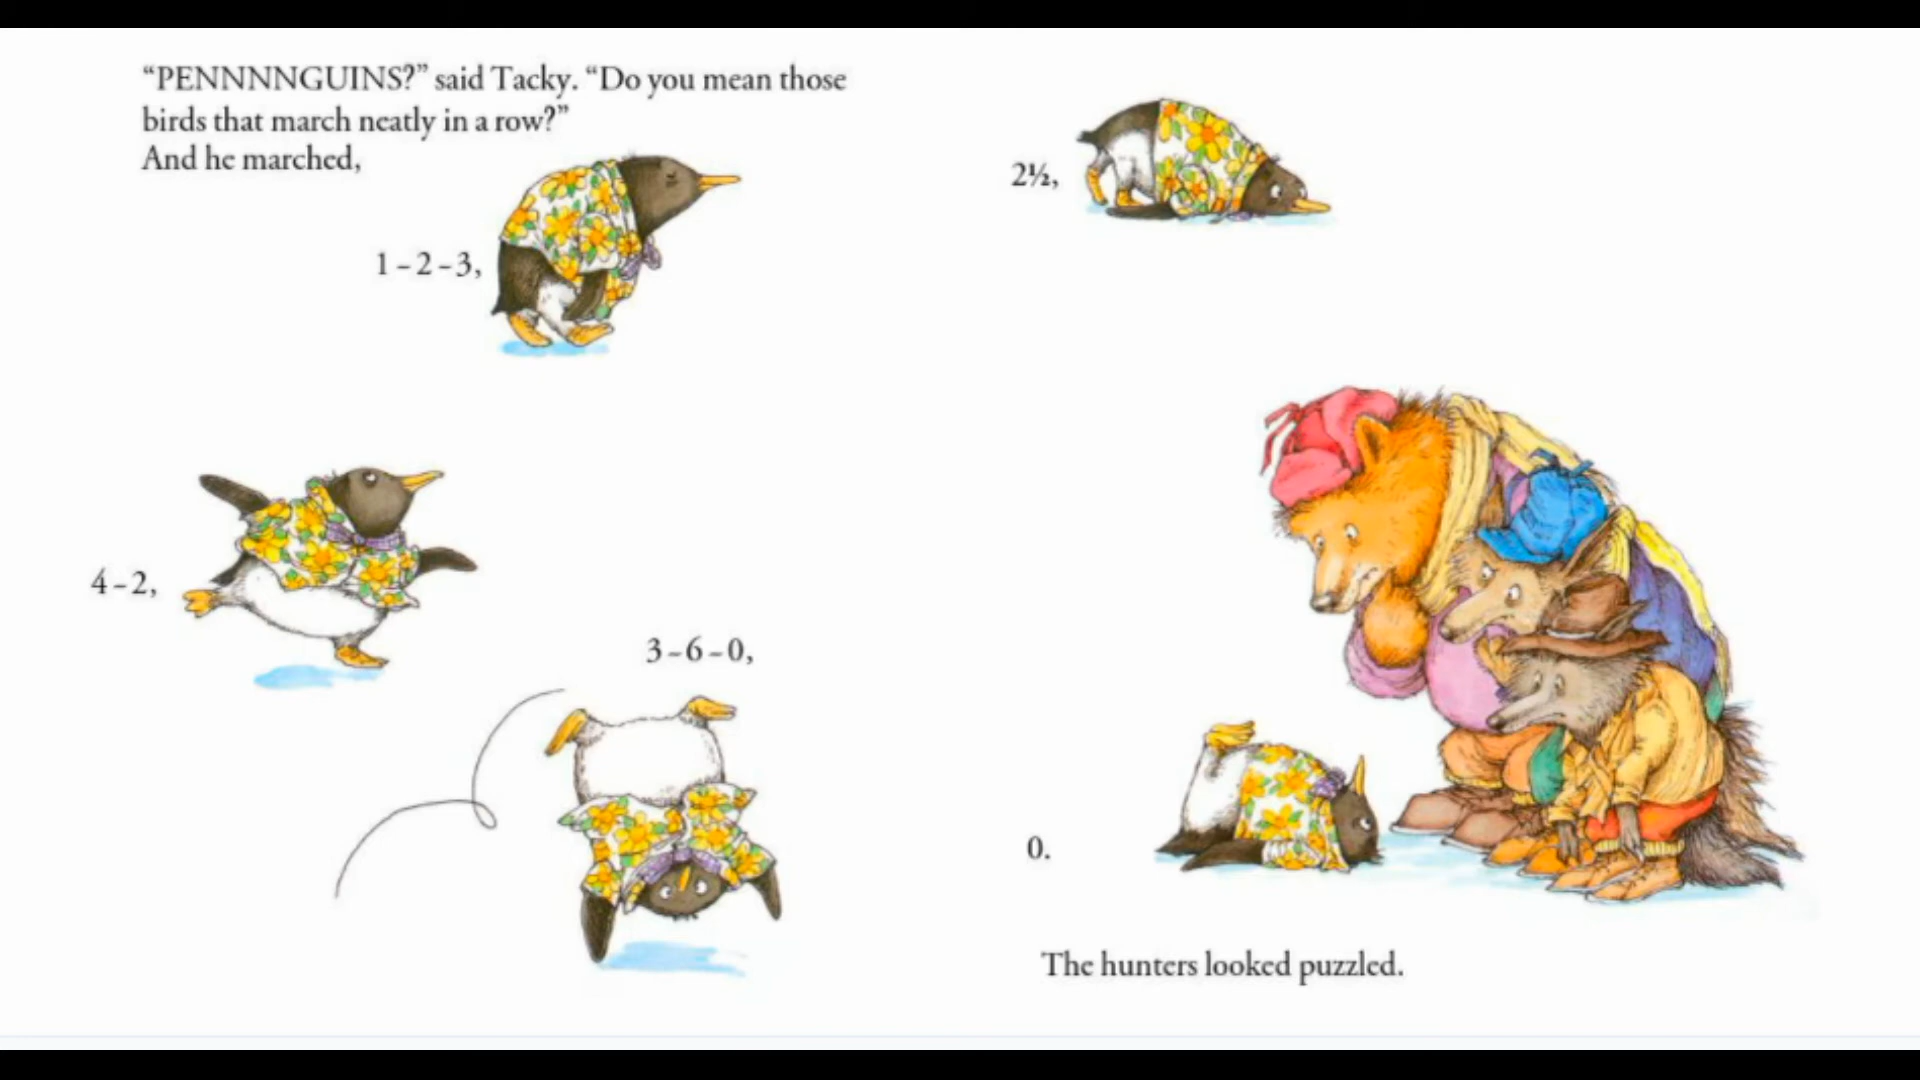 “PENNNNGUINS?” said Tacky. “Do you mean those
birds that march neatly in a row?”
And he marched,
1-2-3,
4-2,
3-6-0,
2½,
0.
The hunters looked puzzled.